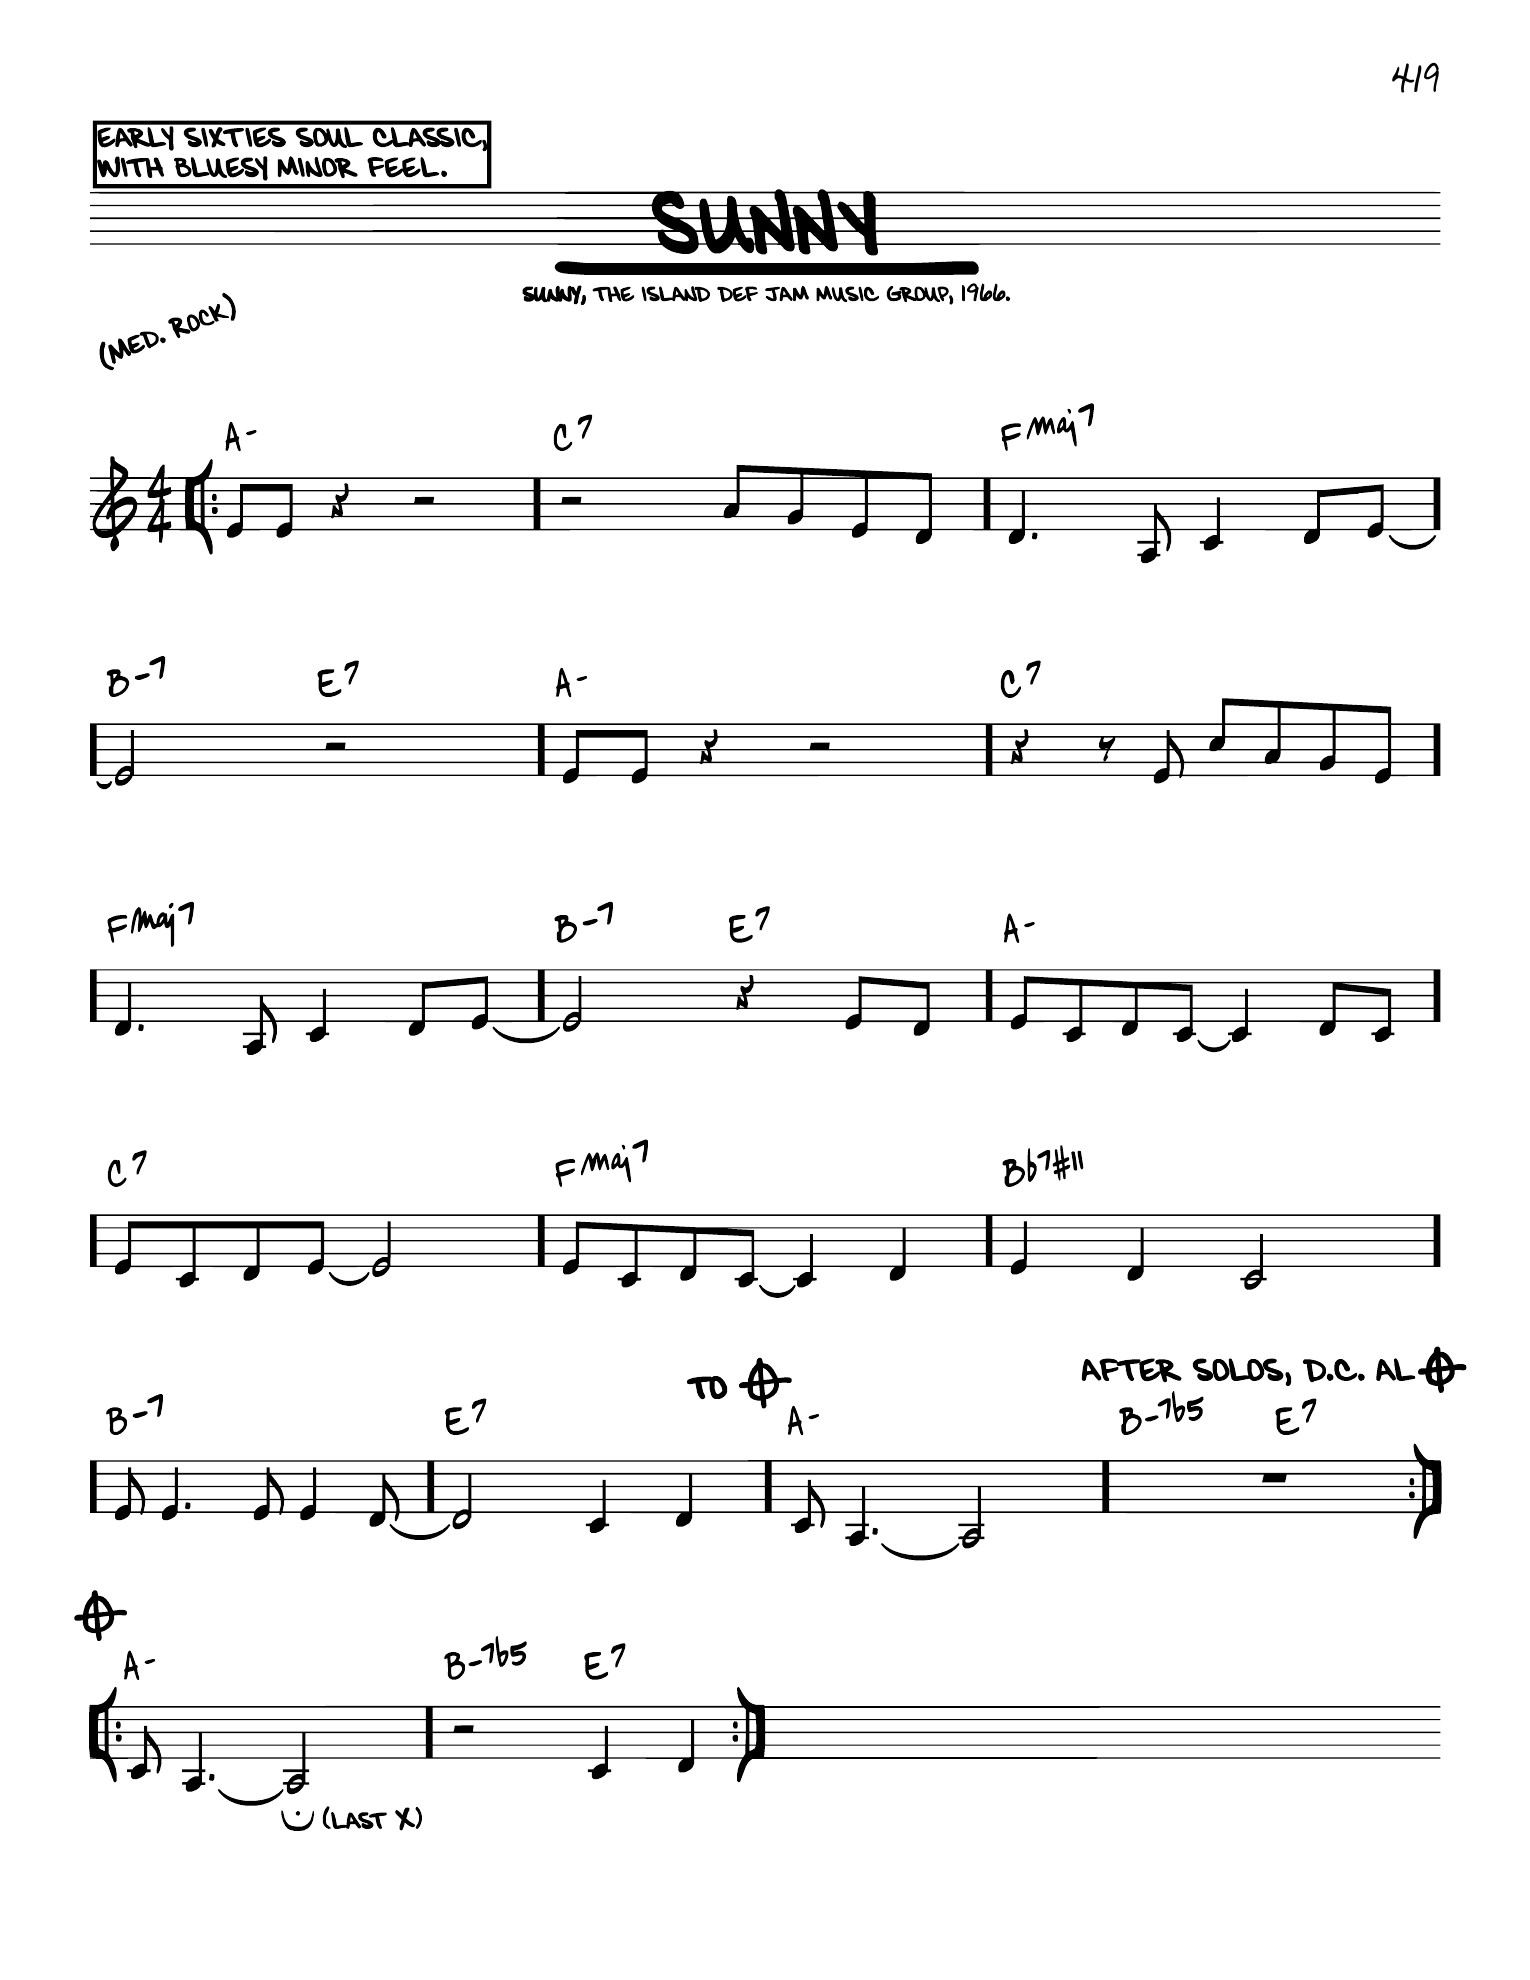 419
EARLY SIXTIES SOUL CLASSIC,
WITH BLUESY MINOR FEEL.
SUNNY
SUNNY, THE ISLAND DEF JAM MUSIC GROUP, 1966.
(MED. ROCK)
A- C7 Fmaj7
4
4
B-7 E7 A- C7
Fmaj7 B-7 E7 A-
C7 Fmaj7 Bb7#11
TO AFTER SOLOS, D.C. AL
B-7 E7 A- B-7b5 E7
A- B-7b5 E7
(LAST X)